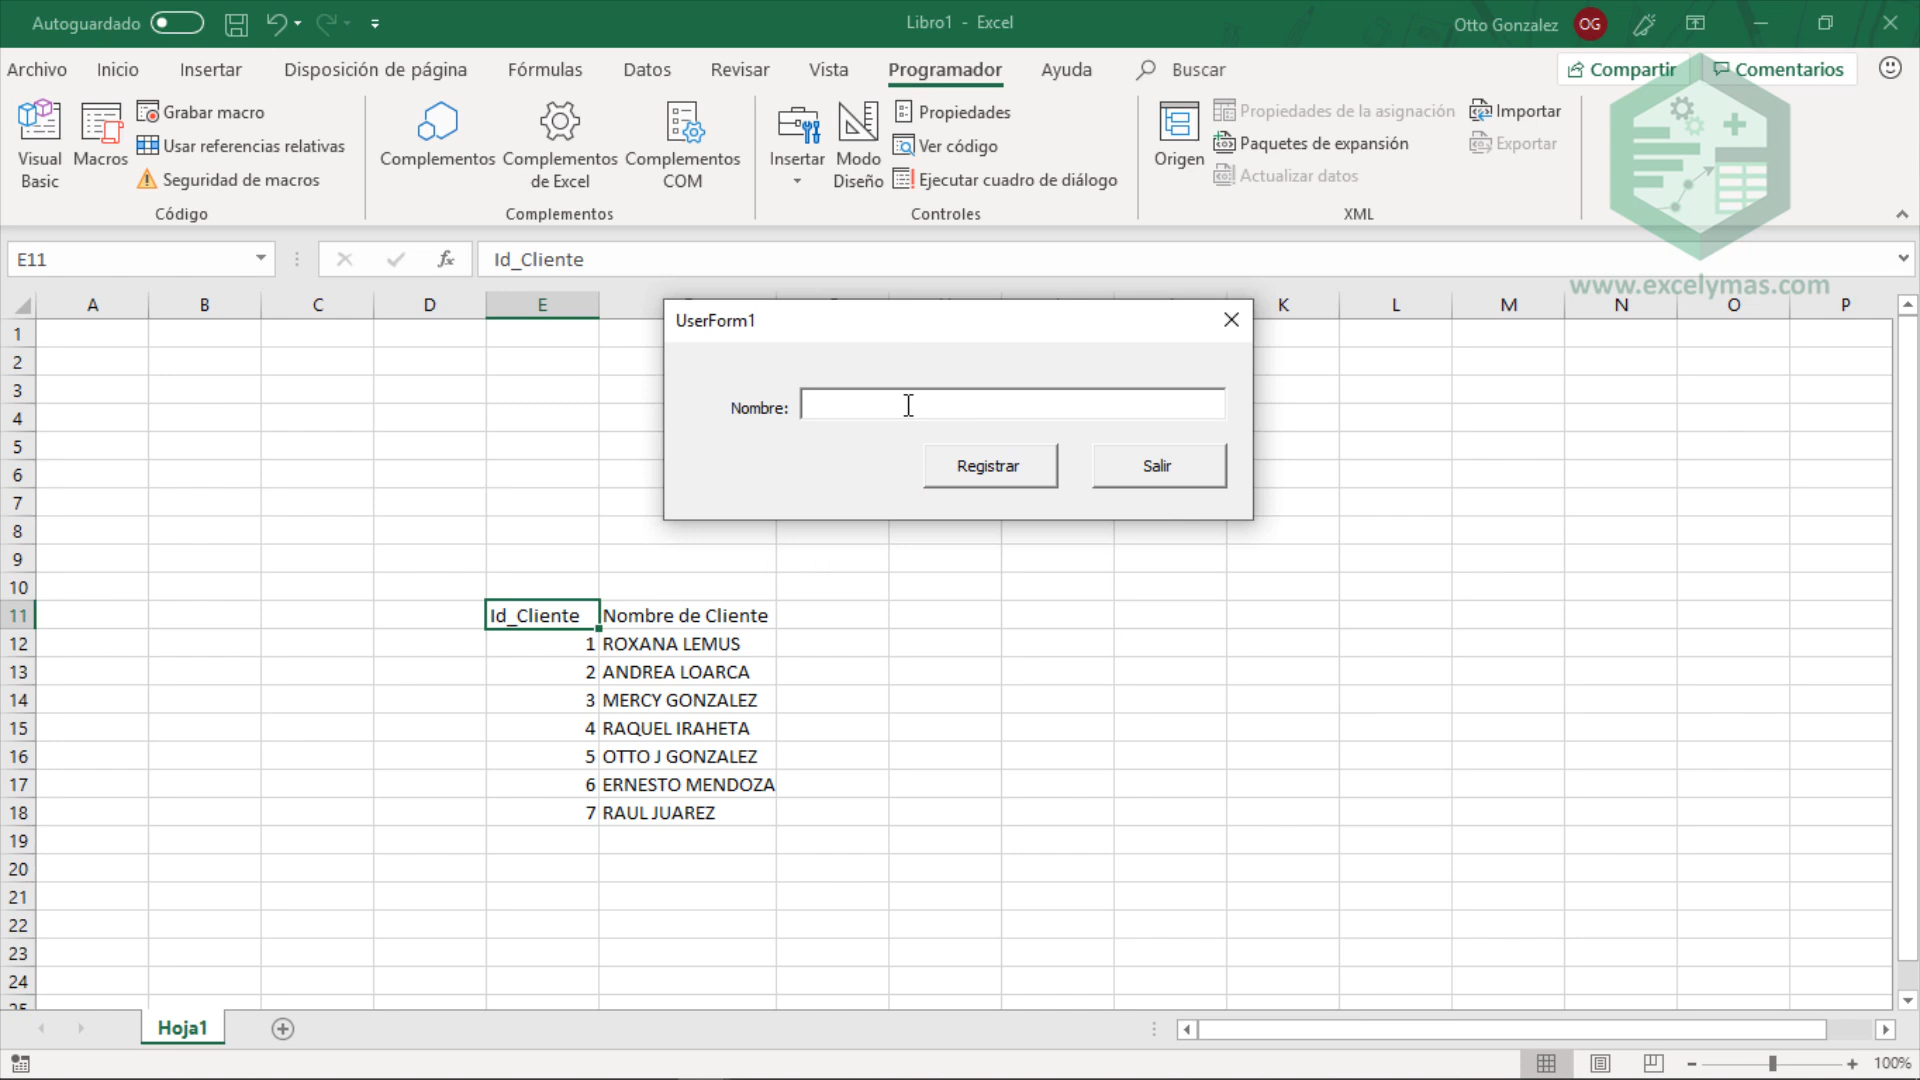 Autoguardado
Libro1 - Excel
Otto Gonzalez OG
Archivo Inicio Insertar Disposición de página Fórmulas Datos Revisar Vista Programador Ayuda Buscar Compartir Comentarios
Visual Basic
Macros
Grabar macro
Usar referencias relativas
Seguridad de macros
Código
Complementos
Complementos de Excel
Complementos COM
Complementos
Insertar
Modo Diseño
Propiedades
Ver código
Ejecutar cuadro de diálogo
Controles
Origen
Propiedades de la asignación
Paquetes de expansión
Actualizar datos
Importar
Exportar
XML
www.excelymas.com
E11 fx Id_Cliente
A B C D E K L M N O P
UserForm1
Nombre:
Registrar Salir
1
2
3
4
5
6
7
8
9
10
11 Id_Cliente Nombre de Cliente
12 1 ROXANA LEMUS
13 2 ANDREA LOARCA
14 3 MERCY GONZALEZ
15 4 RAQUEL IRAHETA
16 5 OTTO J GONZALEZ
17 6 ERNESTO MENDOZA
18 7 RAUL JUAREZ
19
20
21
22
23
24
Hoja1
100%